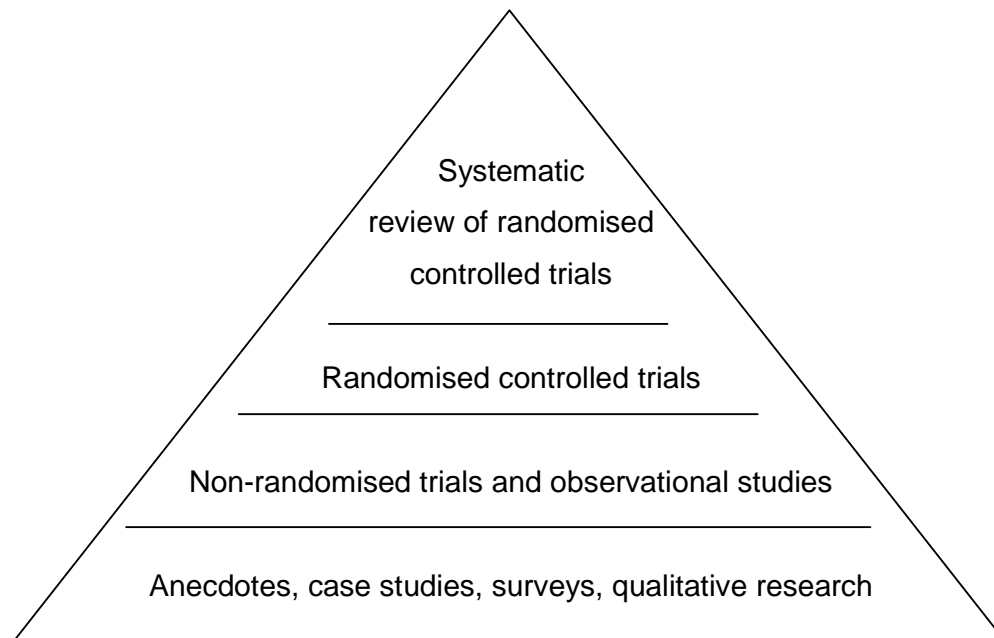 Systematic
review of randomised
controlled trials
Randomised controlled trials
Non-randomised trials and observational studies
Anecdotes, case studies, surveys, qualitative research